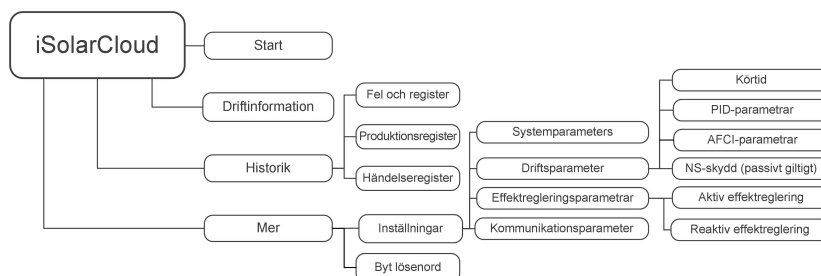 iSolarCloud
Start
Driftinformation
Historik
Fel och register
Produktionsregister
Händelseregister
Mer
Inställningar
Byt lösenord
Systemparameters
Driftsparameter
Effektregleringsparametrar
Kommunikationsparameter
Körtid
PID-parametrar
AFCI-parametrar
NS-skydd (passivt giltigt)
Aktiv effektreglering
Reaktiv effektreglering